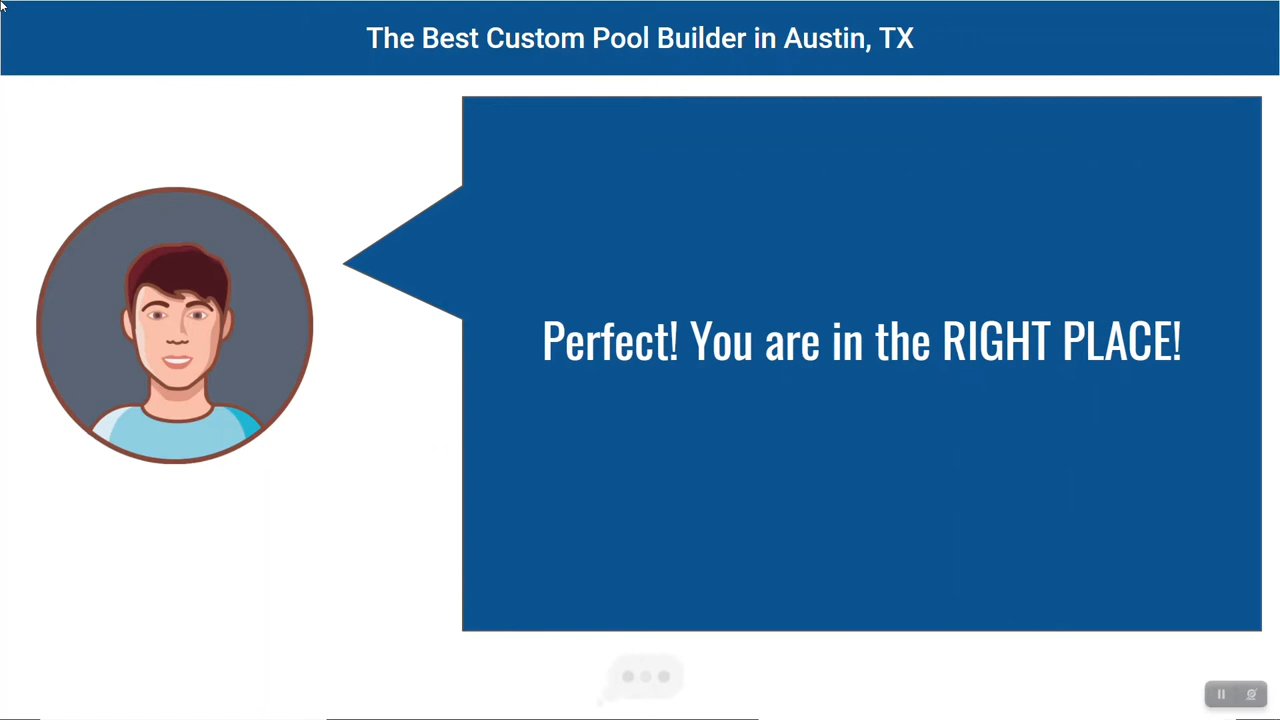 The Best Custom Pool Builder in Austin, TX
Perfect! You are in the RIGHT PLACE!